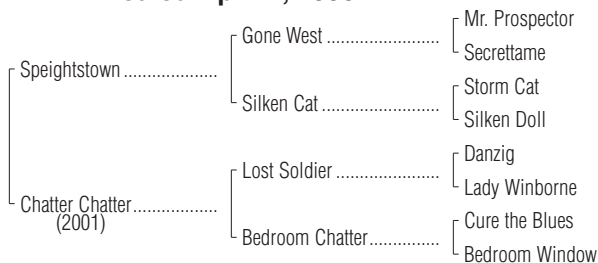 Mr. Prospector
Gone West
Secrettame
Speightstown
Storm Cat
Silken Cat
Silken Doll
Danzig
Lost Soldier
Lady Winborne
Chatter Chatter
(2001)
Cure the Blues
Bedroom Chatter
Bedroom Window